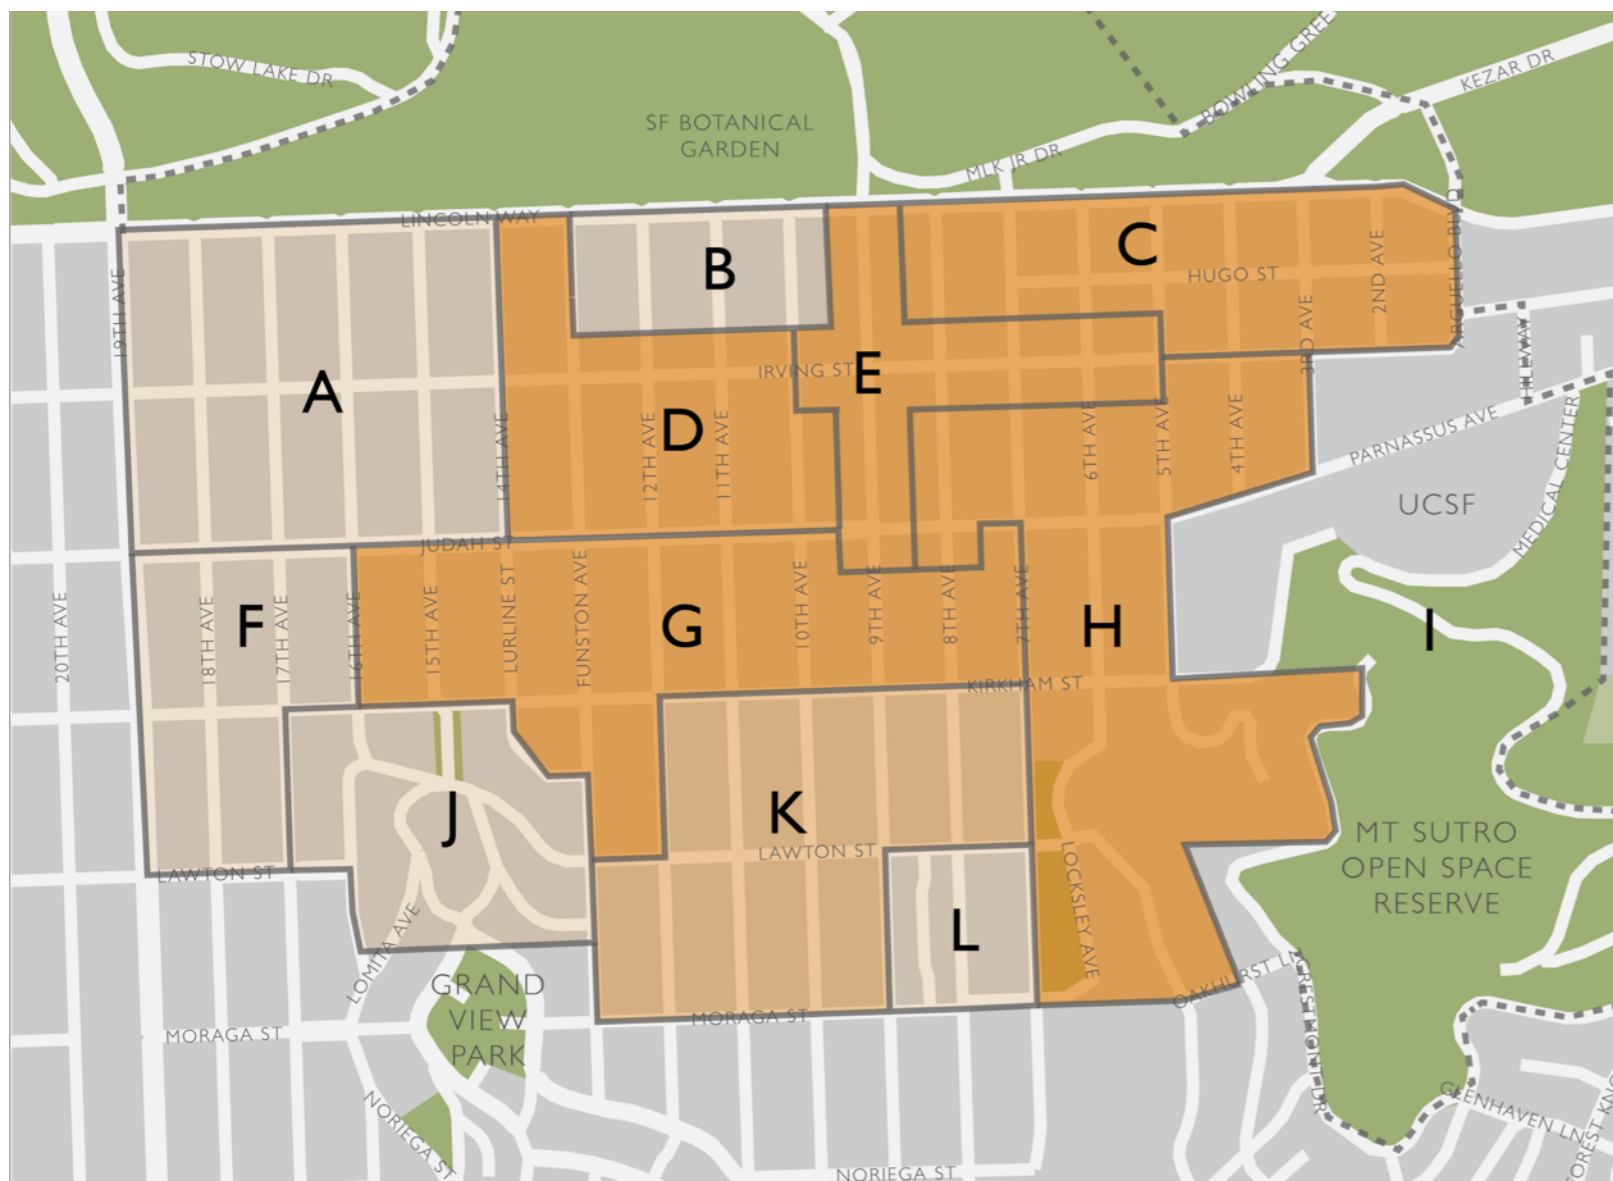 STOW LAKE DR
BOWLING GREE
KEZAR DR
SF BOTANICAL
GARDEN
MLK JR DR
LINCOLN WAY
ARGUELLO BLVD
C
B
HUGO ST
2ND AVE
19TH AVE
3RD AVE
HILLWAY
IRVING ST
E
A
D
14TH AVE
12TH AVE
11TH AVE
6TH AVE
5TH AVE
4TH AVE
PARNASSUS AVE
MEDICAL CENTER
UCSF
JUDAH ST
20TH AVE
F
18TH AVE
17TH AVE
16TH AVE
15TH AVE
LURLINE ST
FUNSTON AVE
G
10TH AVE
9TH AVE
8TH AVE
7TH AVE
H
I
KIRKHAM ST
J
K
MT SUTRO
OPEN SPACE
RESERVE
LAWTON ST
LAWTON ST
LOCKSLEY AVE
L
LOMITA AVE
GRAND
VIEW
PARK
OAKHURST LN
CRESTMONT DR
MORAGA ST
MORAGA ST
NORIEGA ST
GLENHAVEN LN
OREST KNO
NORIEGA ST